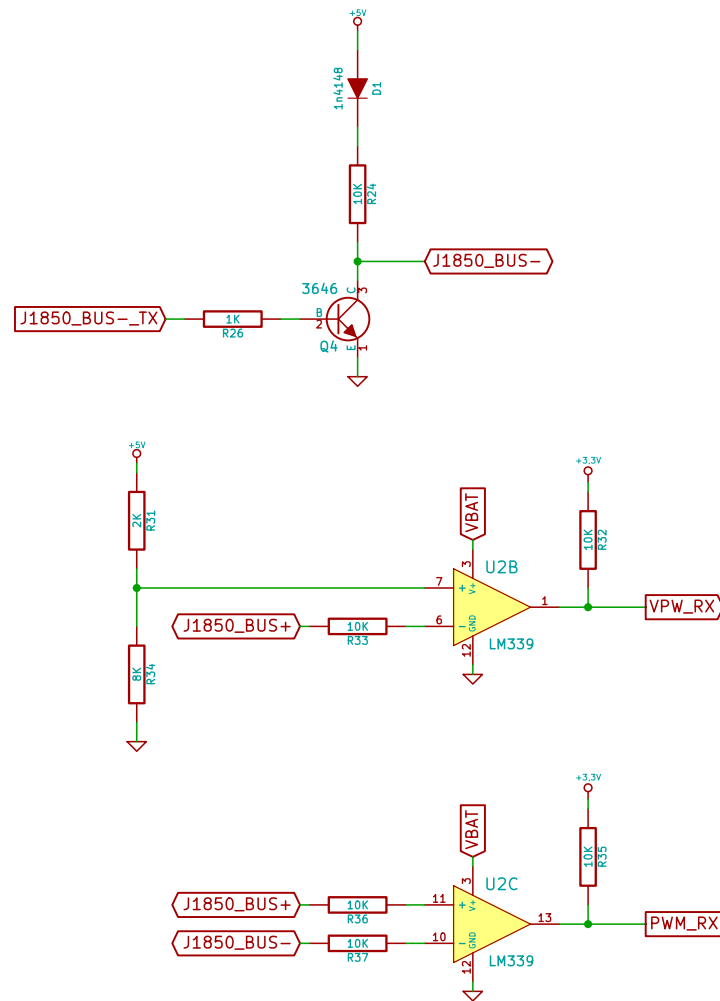 +5V
1n4148
D1
10K
R24
J1850_BUS-
3646
C
3
J1850_BUS-_TX
1K
R26
B
2
Q4
E
1
+5V
2K
R31
8K
R34
VBAT
3
V+
U2B
7
+
J1850_BUS+
10K
R33
6
-
GND
12
LM339
1
+3.3V
10K
R32
VPW_RX
VBAT
3
V+
U2C
J1850_BUS+
10K
R36
11
+
J1850_BUS-
10K
R37
10
-
GND
12
LM339
13
+3.3V
10K
R35
PWM_RX